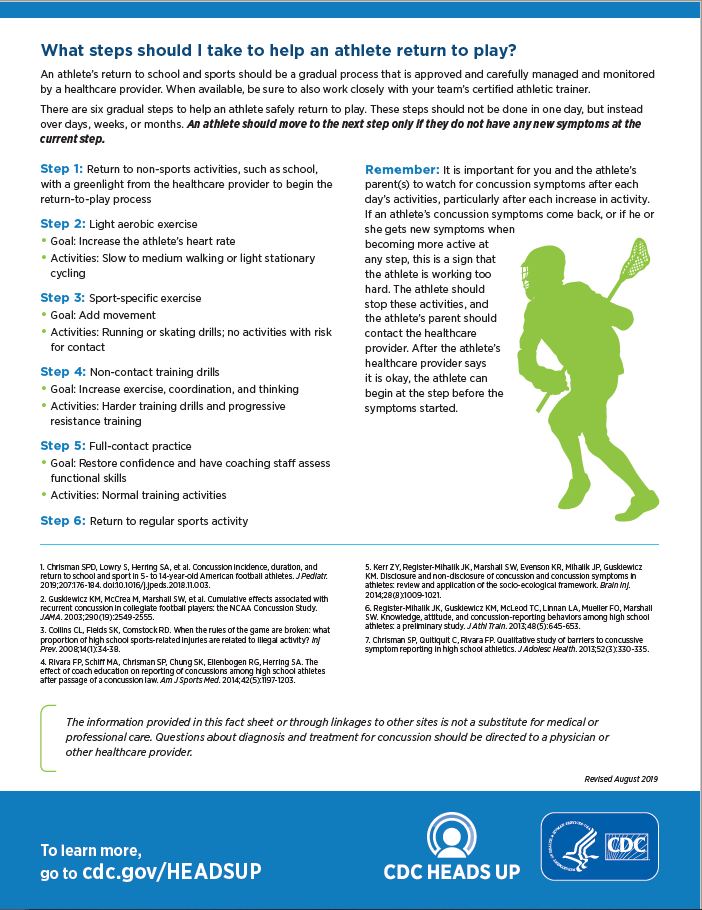 What steps should I take to help an athlete return to play?
An athlete's return to school and sports should be a gradual process that is approved and carefully managed and monitored
by a healthcare provider. When available, be sure to also work closely with your team's certified athletic trainer.
There are six gradual steps to help an athlete safely return to play. These steps should not be done in one day, but instead
over days, weeks, or months. An athlete should move to the next step only if they do not have any new symptoms at the
current step.
Step 1: Return to non-sports activities, such as school,
with a greenlight from the healthcare provider to begin the
return-to-play process
Step 2: Light aerobic exercise
• Goal: Increase the athlete's heart rate
• Activities: Slow to medium walking or light stationary
cycling
Step 3: Sport-specific exercise
• Goal: Add movement
• Activities: Running or skating drills; no activities with risk
for contact
Step 4: Non-contact training drills
• Goal: Increase exercise, coordination, and thinking
• Activities: Harder training drills and progressive
resistance training
Step 5: Full-contact practice
• Goal: Restore confidence and have coaching staff assess
functional skills
• Activities: Normal training activities
Step 6: Return to regular sports activity
Remember: It is important for you and the athlete's
parent(s) to watch for concussion symptoms after each
day's activities, particularly after each increase in activity.
If an athlete's concussion symptoms come back, or if he or
she gets new symptoms when
becoming more active at
any step, this is a sign that
the athlete is working too
hard. The athlete should
stop these activities, and
the athlete's parent should
contact the healthcare
provider. After the athlete's
healthcare provider says
it is okay, the athlete can
begin at the step before the
symptoms started.
1. Chrisman SPD, Lowry S, Herring SA, et al. Concussion incidence, duration, and
return to school and sport in 5- to 14-year-old American football athletes. J Pediatr.
2019;207:176-184. doi:10.1016/j.jpeds.2018.11.003.
2. Guskiewicz KM, McCrea M, Marshall SW, et al. Cumulative effects associated with
recurrent concussion in collegiate football players: the NCAA Concussion Study.
JAMA. 2003;290(19):2549-2555.
3. Collins CL, Fields SK, Comstock RD. When the rules of the game are broken: what
proportion of high school sports-related injuries are related to illegal activity? Inj
Prev. 2008;14(1):34-38.
4. Rivara FP, Schiff MA, Chrisman SP, Chung SK, Ellenbogen RG, Herring SA. The
effect of coach education on reporting of concussions among high school athletes
after passage of a concussion law. Am J Sports Med. 2014;42(5):1197-1203.
5. Kerr ZY, Register-Mihalik JK, Marshall SW, Evenson KR, Mihalik JP, Guskiewicz
KM. Disclosure and non-disclosure of concussion and concussion symptoms in
athletes: review and application of the socio-ecological framework. Brain Inj.
2014;28(8):1009-1021.
6. Register-Mihalik JK, Guskiewicz KM, McLeod TC, Linnan LA, Mueller FO, Marshall
SW. Knowledge, attitude, and concussion-reporting behaviors among high school
athletes: a preliminary study. J Athl Train. 2013;48(5):645-653.
7. Chrisman SP, Quitiquit C, Rivara FP. Qualitative study of barriers to concussive
symptom reporting in high school athletics. J Adolesc Health. 2013;52(3):330-335.
The information provided in this fact sheet or through linkages to other sites is not a substitute for medical or
professional care. Questions about diagnosis and treatment for concussion should be directed to a physician or
other healthcare provider.
Revised August 2019
To learn more,
go to cdc.gov/HEADSUP
CDC HEADS UP
CDC